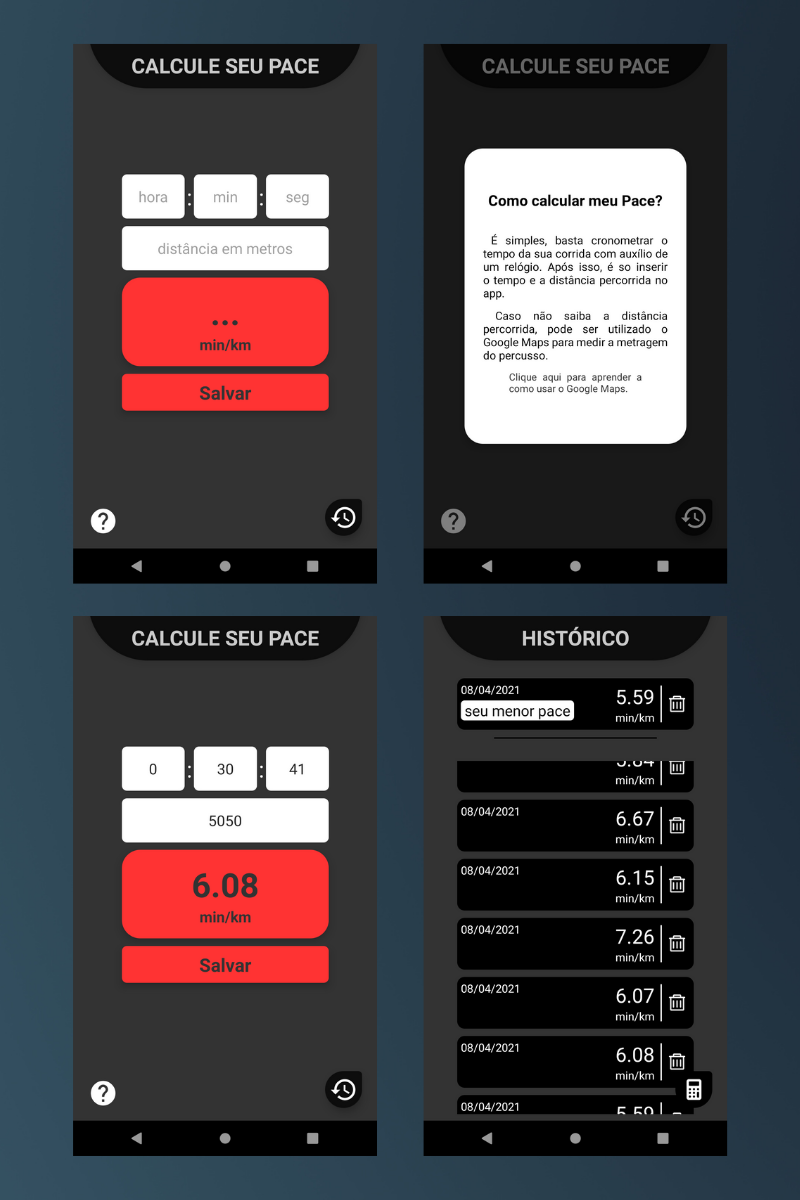 CALCULE SEU PACE
hora : min : seg
distância em metros
...
min/km
Salvar
?
CALCULE SEU PACE
Como calcular meu Pace?
É simples, basta cronometrar o
tempo da sua corrida com auxílio de
um relógio. Após isso, é so inserir
o tempo e a distância percorrida no
app.
Caso não saiba a distância
percorrida, pode ser utilizado o
Google Maps para medir a metragem
do percusso.
Clique aqui para aprender a
como usar o Google Maps.
?
CALCULE SEU PACE
0 : 30 : 41
5050
6.08
min/km
Salvar
?
HISTÓRICO
08/04/2021
seu menor pace
5.59
min/km
min/km
08/04/2021
6.67
min/km
08/04/2021
6.15
min/km
08/04/2021
7.26
min/km
08/04/2021
6.07
min/km
08/04/2021
6.08
min/km
08/04/2021
5.59